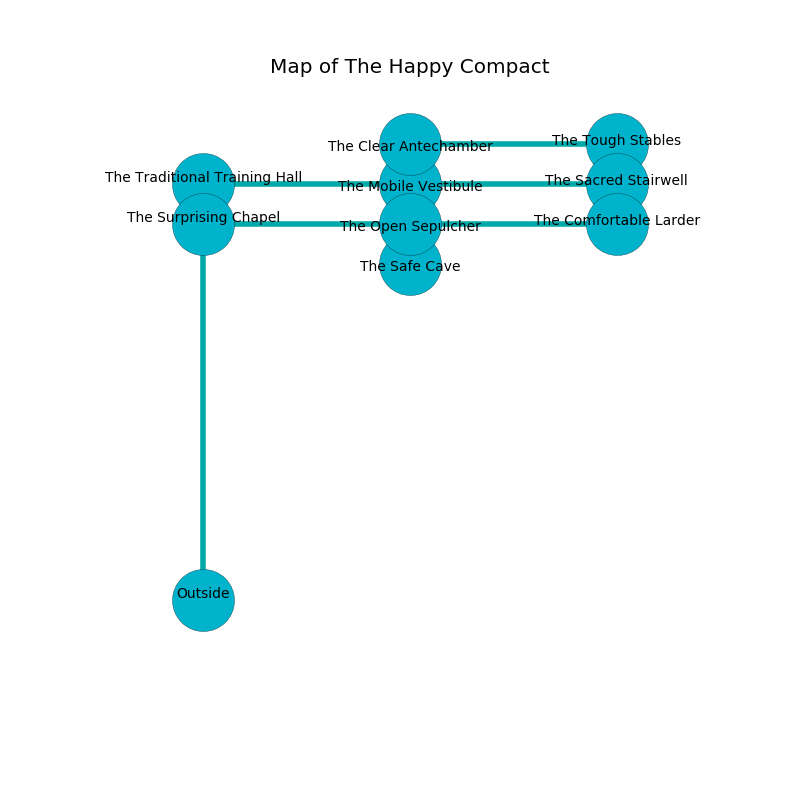 Map of The Happy Compact
The Clear Antechamber
The Tough Stables
The Traditional Training Hall
The Mobile Vestibule
The Sacred Stairwell
The Surprising Chapel
The Open Sepulcher
The Comfortable Larder
The Safe Cave
Outside